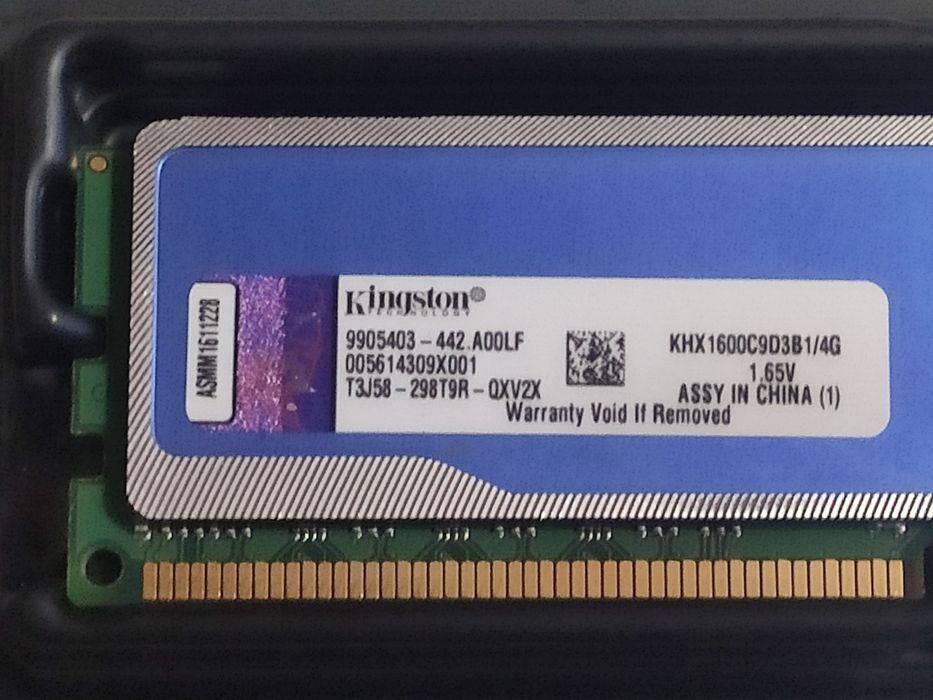 ASMM1611228
Kingston
TECHNOLOGY
9905403-442.A00LF
005614309X001
T3J58-298T9R-QXV2X
KHX1600C9D3B1/4G
1.65V
ASSY IN CHINA (1)
Warranty Void If Removed